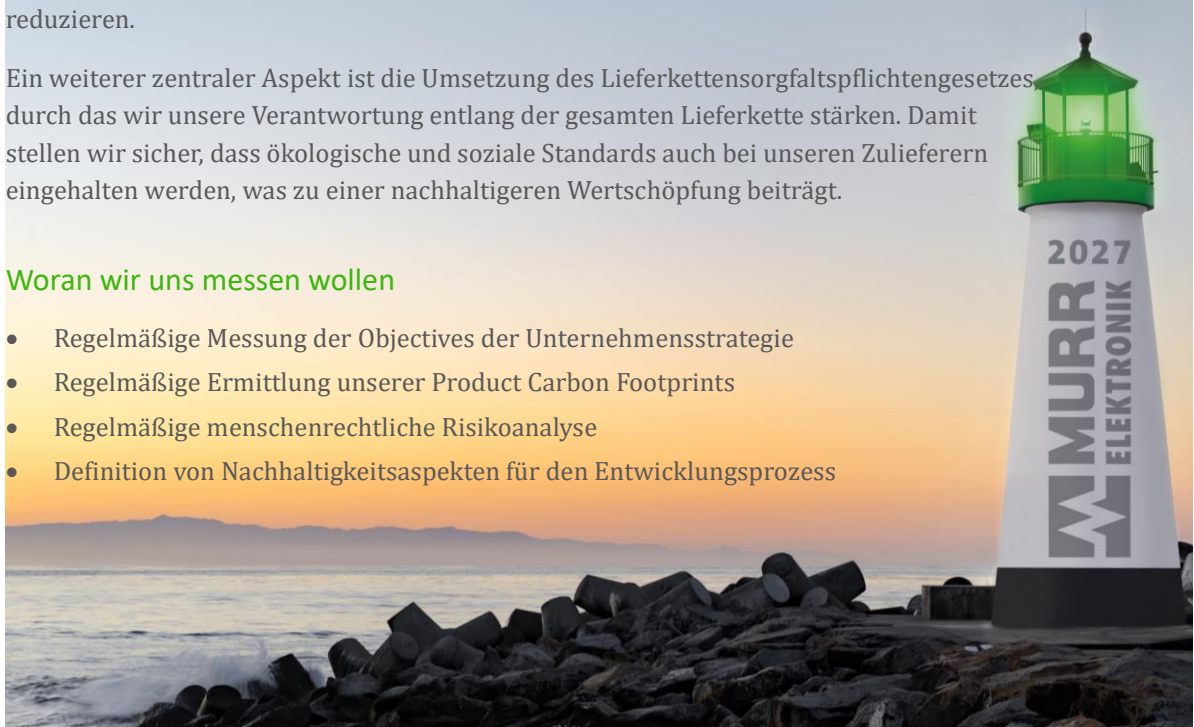 reduzieren.
Ein weiterer zentraler Aspekt ist die Umsetzung des Lieferkettensorgfaltspflichtengesetzes,
durch das wir unsere Verantwortung entlang der gesamten Lieferkette stärken. Damit
stellen wir sicher, dass ökologische und soziale Standards auch bei unseren Zulieferern
eingehalten werden, was zu einer nachhaltigeren Wertschöpfung beiträgt.
Woran wir uns messen wollen
• Regelmäßige Messung der Objectives der Unternehmensstrategie
• Regelmäßige Ermittlung unserer Product Carbon Footprints
• Regelmäßige menschenrechtliche Risikoanalyse
• Definition von Nachhaltigkeitsaspekten für den Entwicklungsprozess
2027
MURR
ELEKTRONIK